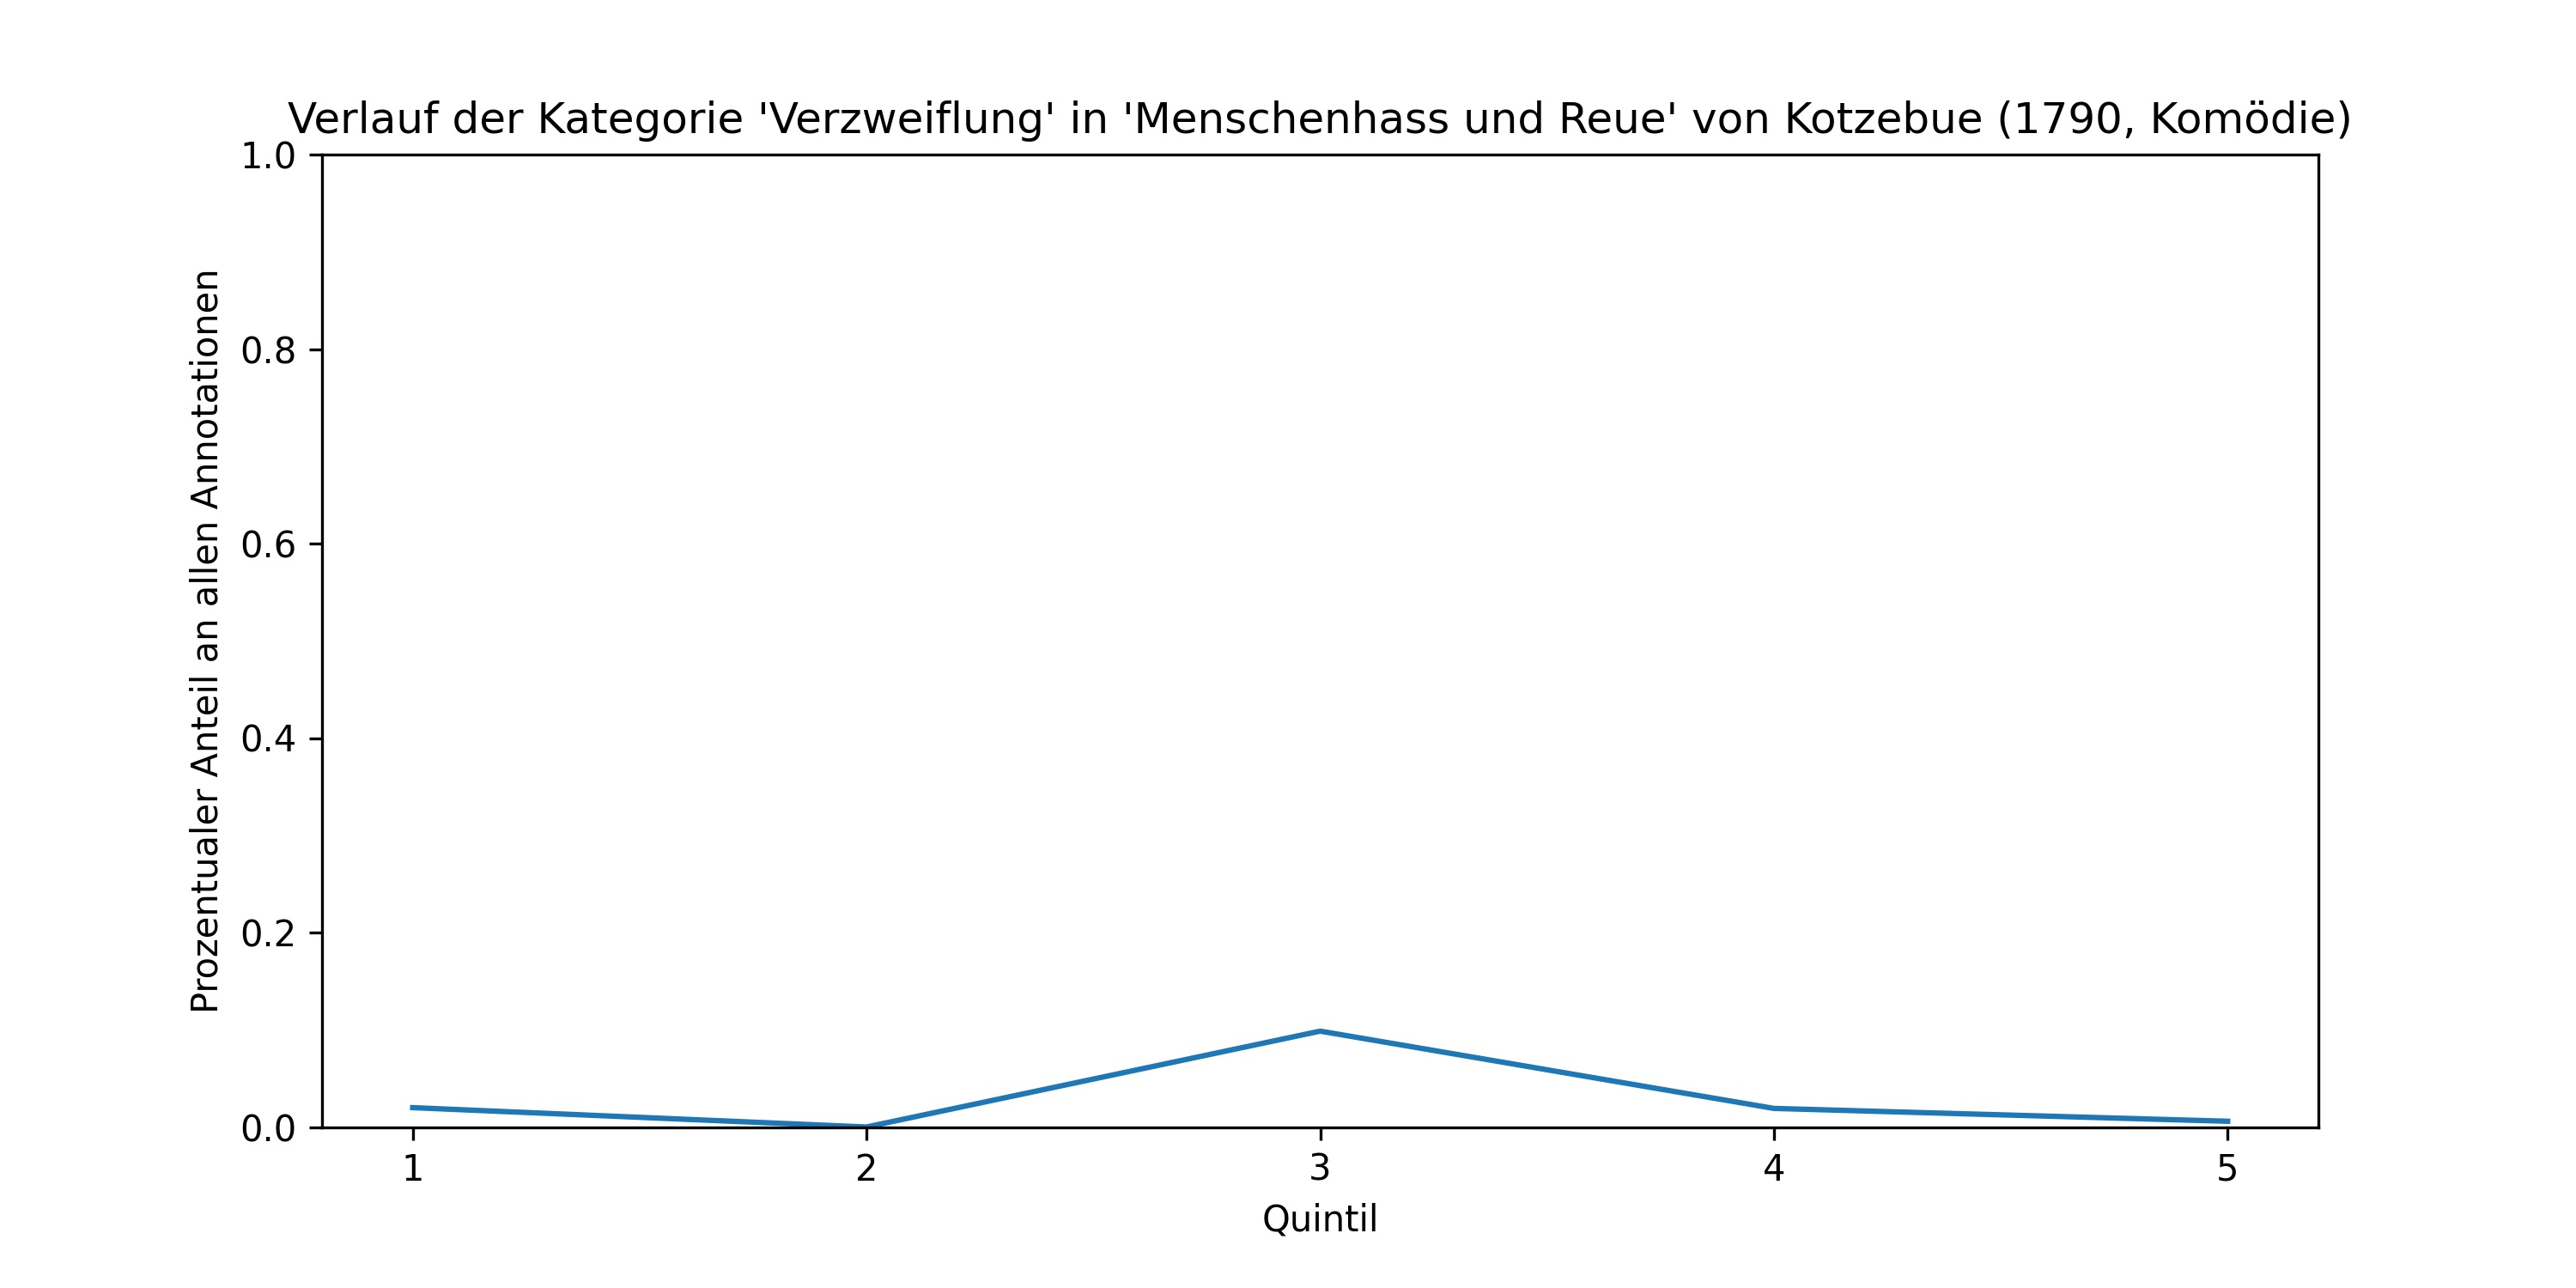 Verlauf der Kategorie 'Verzweiflung' in 'Menschenhass und Reue' von Kotzebue (1790, Komödie)
Prozentualer Anteil an allen Annotationen
1.0
0.8
0.6
0.4
0.2
0.0
1 2 3 4 5
Quintil